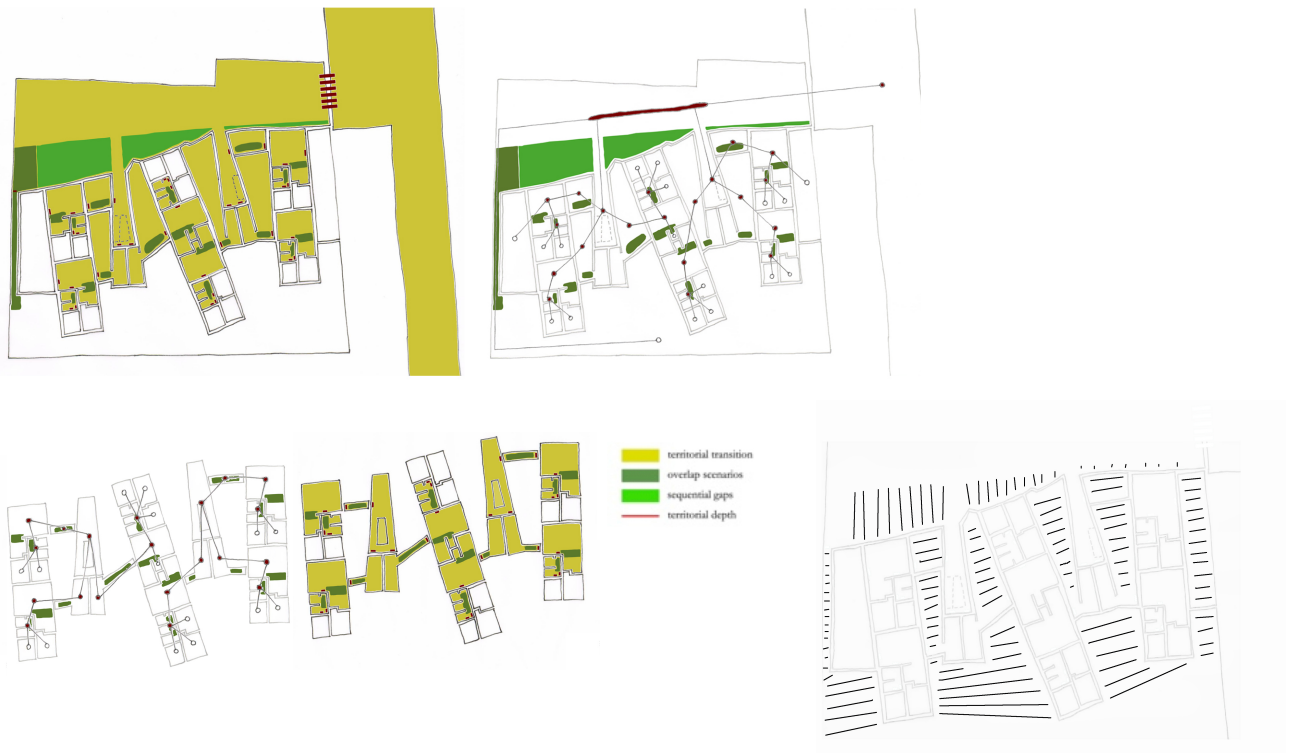 territorial transition
overlap scenarios
sequential gaps
territorial depth